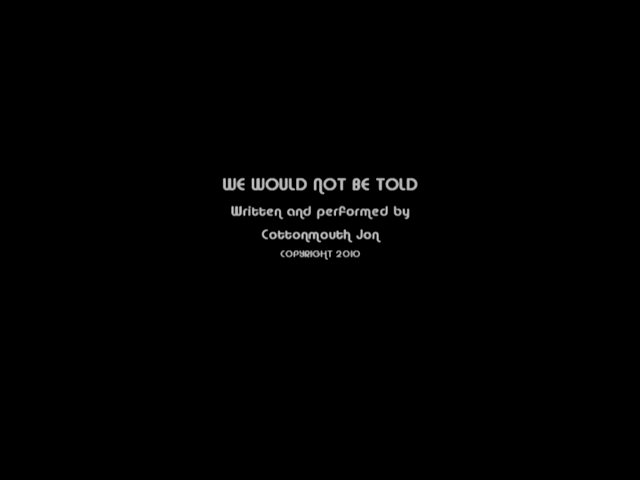 WE WOULD NOT BE TOLD
Written and performed by
Cottonmouth Jon
COPYRIGHT 2010